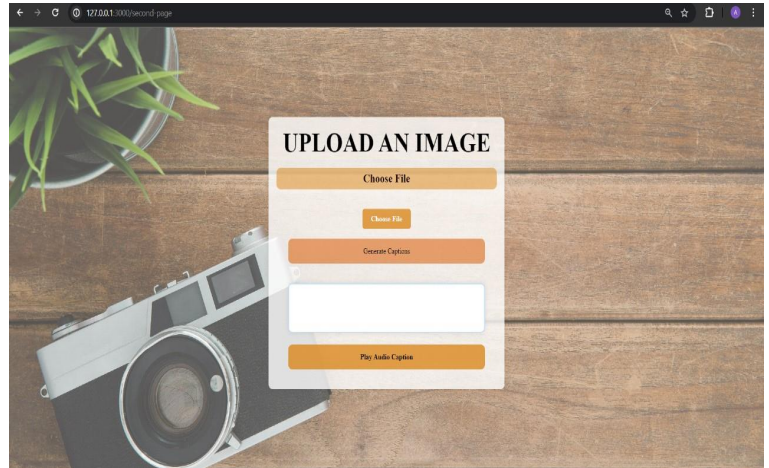 127.0.0.1:3000/second-page
A
UPLOAD AN IMAGE
Choose File
Choose File
Generate Captions
Play Audio Caption